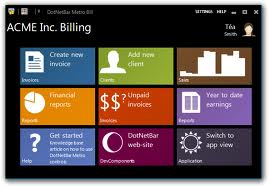 DotNetBar Metro Bill
SETTINGS
HELP
ACME Inc. Billing
Téa
Smith
Create new
invoice
Invoices
Add new
client
Clients
Sales
Financial
reports
Reports
Unpaid
invoices
Invoices
Year to date
earnings
Reports
Get started
Knowledge base
article on how to
use DotNetBar
Metro controls
Help
DotNetBar
web-site
DevComponents
Switch to
app view
Application